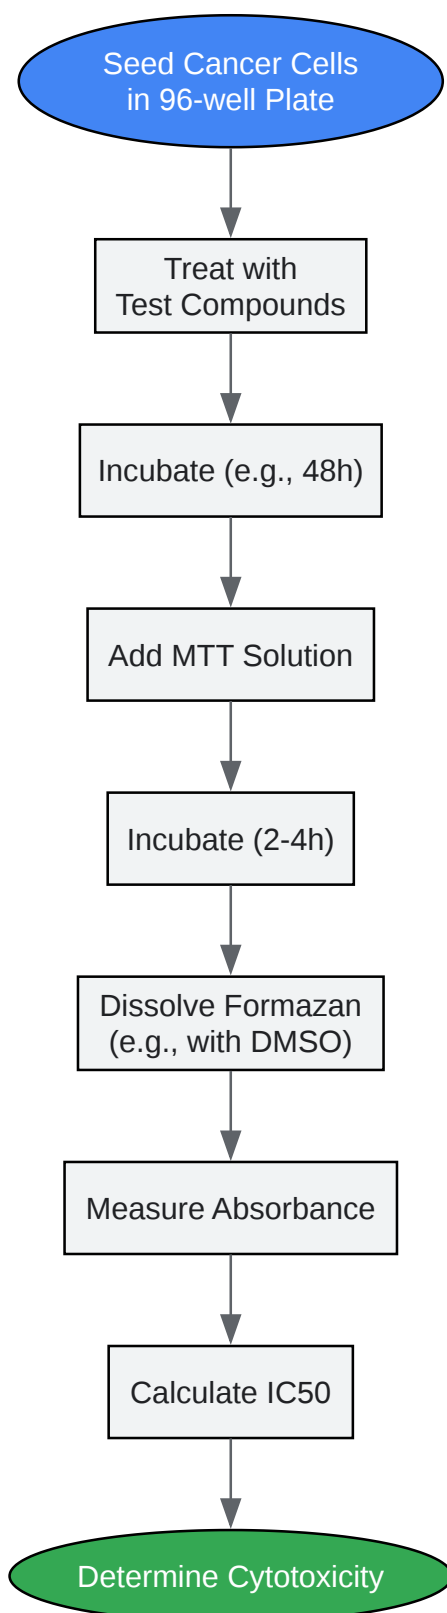 Seed Cancer Cells
in 96-well Plate
Treat with
Test Compounds
Incubate (e.g., 48h)
Add MTT Solution
Incubate (2-4h)
Dissolve Formazan
(e.g., with DMSO)
Measure Absorbance
Calculate IC50
Determine Cytotoxicity